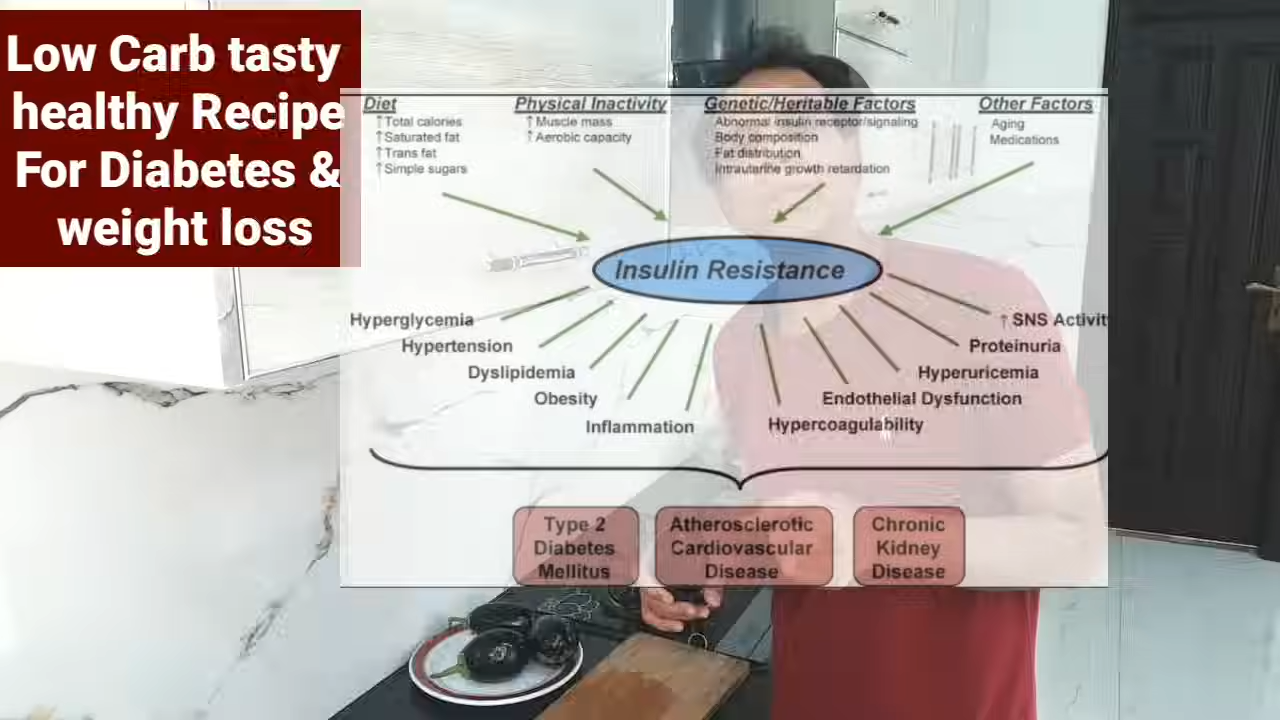 Low Carb tasty
healthy Recipe
For Diabetes &
weight loss
Diet
↑Total calories
↑Saturated fat
↑Trans fat
↑Simple sugars
Physical Inactivity
↑Muscle mass
↑Aerobic capacity
Genetic/Heritable Factors
Abnormal insulin receptor/signaling
Body composition
Fat distribution
Intrauterine growth retardation
Other Factors
Aging
Medications
Insulin Resistance
Hyperglycemia
Hypertension
Dyslipidemia
Obesity
Inflammation
↑SNS Activit
Proteinuria
Hyperuricemia
Endothelial Dysfunction
Hypercoagulability
Type 2
Diabetes
Mellitus
Atherosclerotic
Cardiovascular
Disease
Chronic
Kidney
Disease